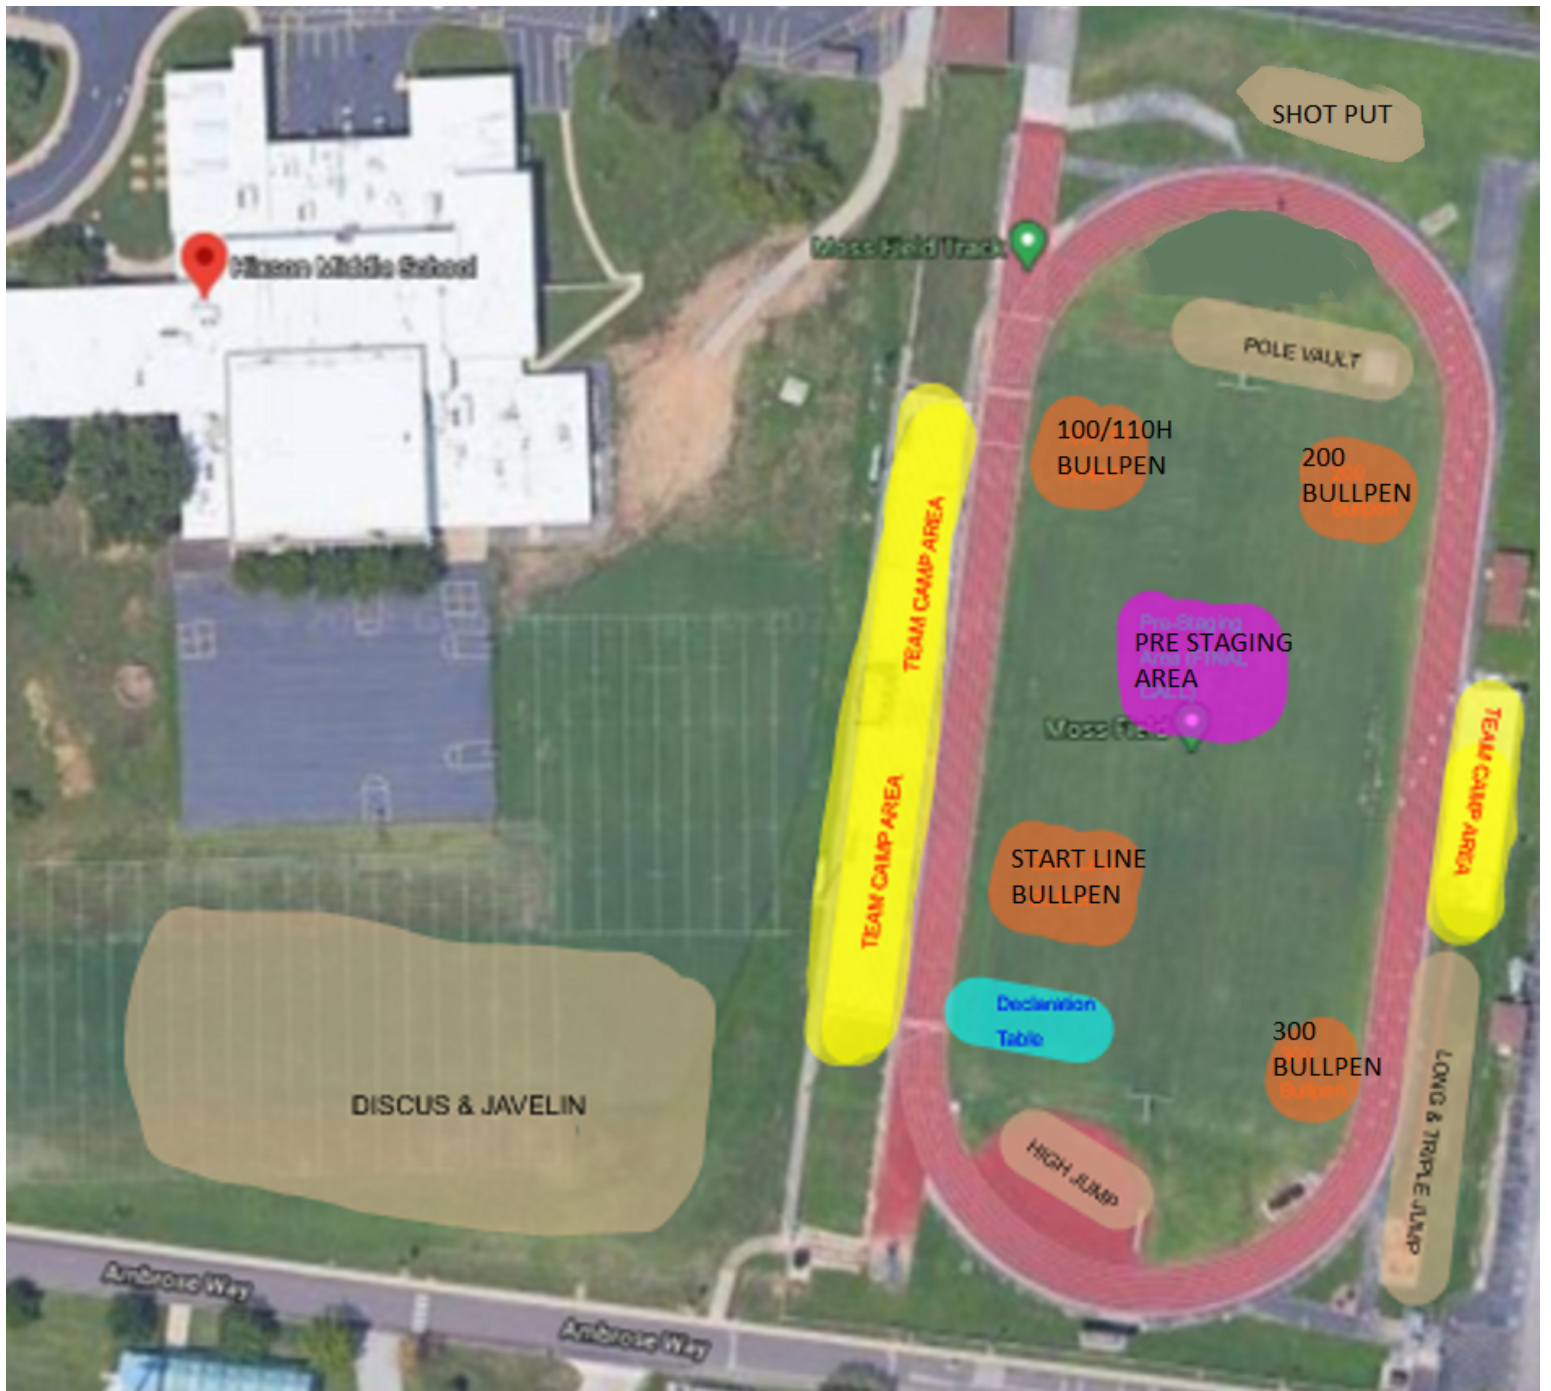 SHOT PUT
Moss Field Track
Hixson Middle School
POLE VAULT
100/110H
BULLPEN
200
BULLPEN
TEAM CAMP AREA
PRE STAGING
AREA
Moss Field
TEAM CAMP AREA
TEAM CAMP AREA
START LINE
BULLPEN
Declaration
Table
300
BULLPEN
Bullpen
DISCUS & JAVELIN
HIGH JUMP
LONG & TRIPLE JUMP
Ambrose Way
Ambrose Way